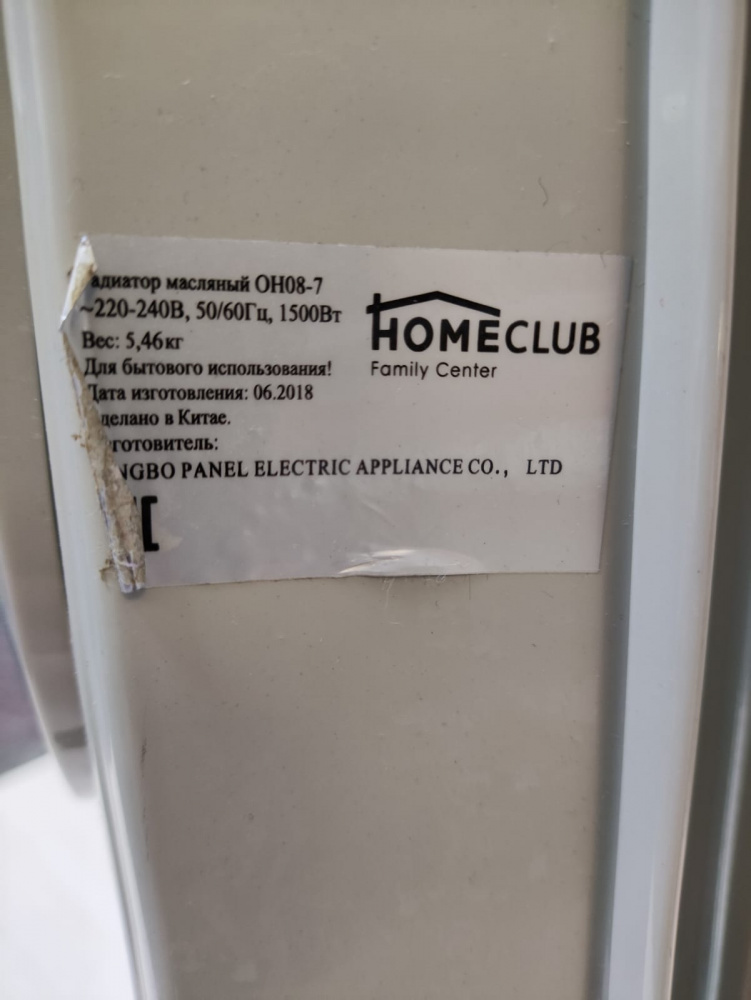 адиатор масляный ОН08-7
~220-240В, 50/60Гц, 1500Вт
Вес: 5,46кг
Для бытового использования!
Дата изготовления: 06.2018
делано в Китае.
готовитель:
NGBO PANEL ELECTRIC APPLIANCE CO., LTD
HOMECLUB
Family Center